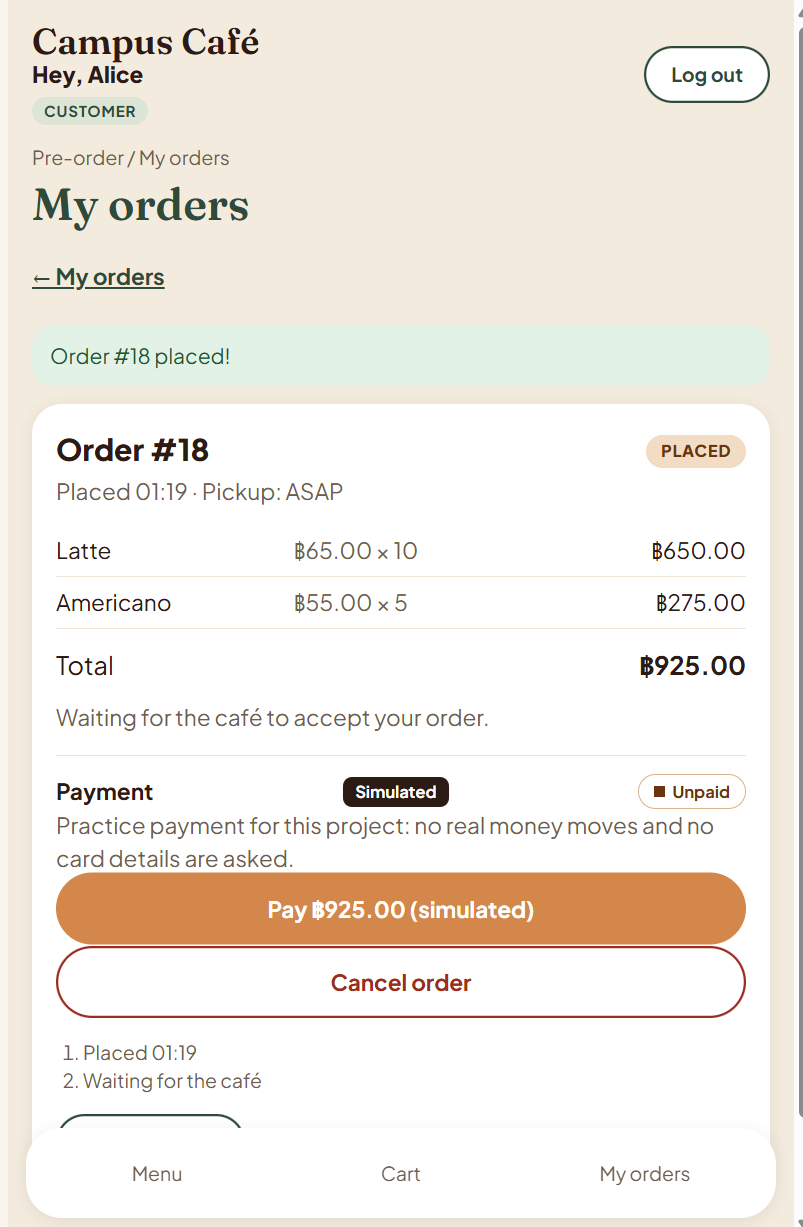 Campus Café
Hey, Alice
Log out
CUSTOMER
Pre-order / My orders
My orders
← My orders
Order #18 placed!
Order #18
PLACED
Placed 01:19 · Pickup: ASAP
Latte ฿65.00 × 10 ฿650.00
Americano ฿55.00 × 5 ฿275.00
Total ฿925.00
Waiting for the café to accept your order.
Payment Simulated Unpaid
Practice payment for this project: no real money moves and no
card details are asked.
Pay ฿925.00 (simulated)
Cancel order
1. Placed 01:19
2. Waiting for the café
Menu Cart My orders